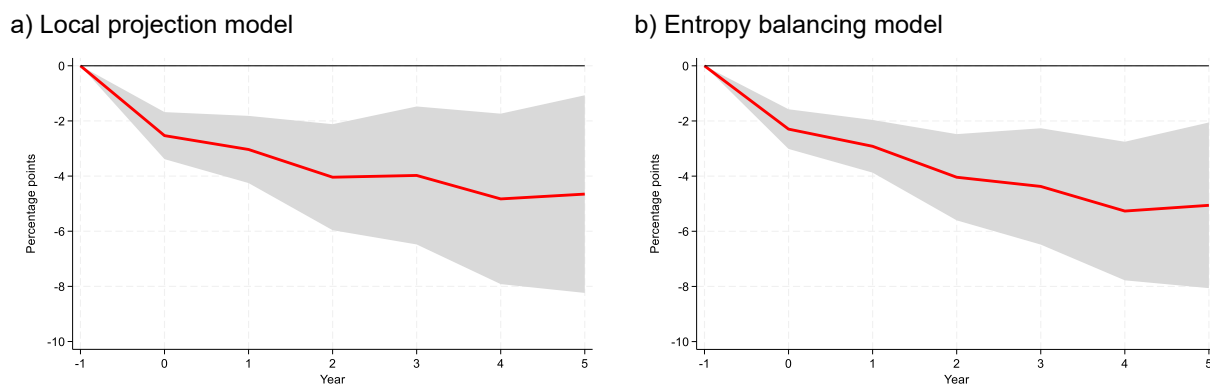 a) Local projection model
0
-2
-4
-6
-8
-10
Percentage points
-1 0 1 2 3 4 5
Year
b) Entropy balancing model
0
-2
-4
-6
-8
-10
Percentage points
-1 0 1 2 3 4 5
Year